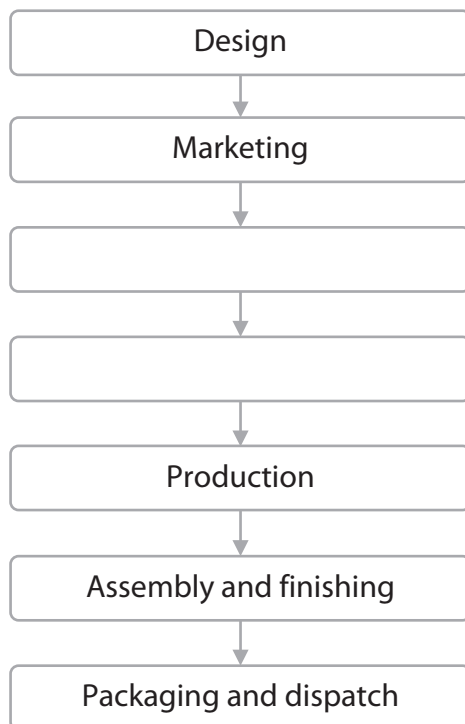 Design
Marketing
Production
Assembly and finishing
Packaging and dispatch